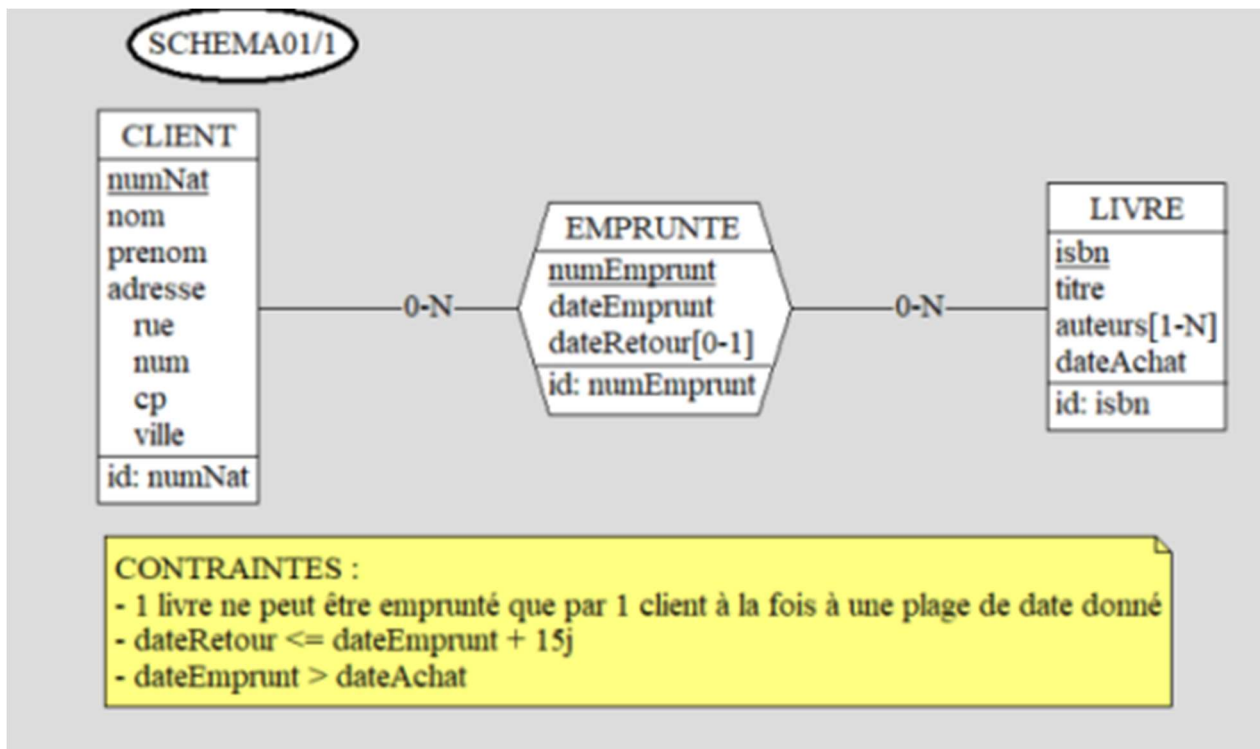 SCHEMA01/1
CLIENT
numNat
nom
prenom
adresse
rue
num
cp
ville
id: numNat
0-N
EMPRUNTE
numEmprunt
dateEmprunt
dateRetour[0-1]
id: numEmprunt
0-N
LIVRE
isbn
titre
auteurs[1-N]
dateAchat
id: isbn
CONTRAINTES :
- 1 livre ne peut être emprunté que par 1 client à la fois à une plage de date donné
- dateRetour <= dateEmprunt + 15j
- dateEmprunt > dateAchat